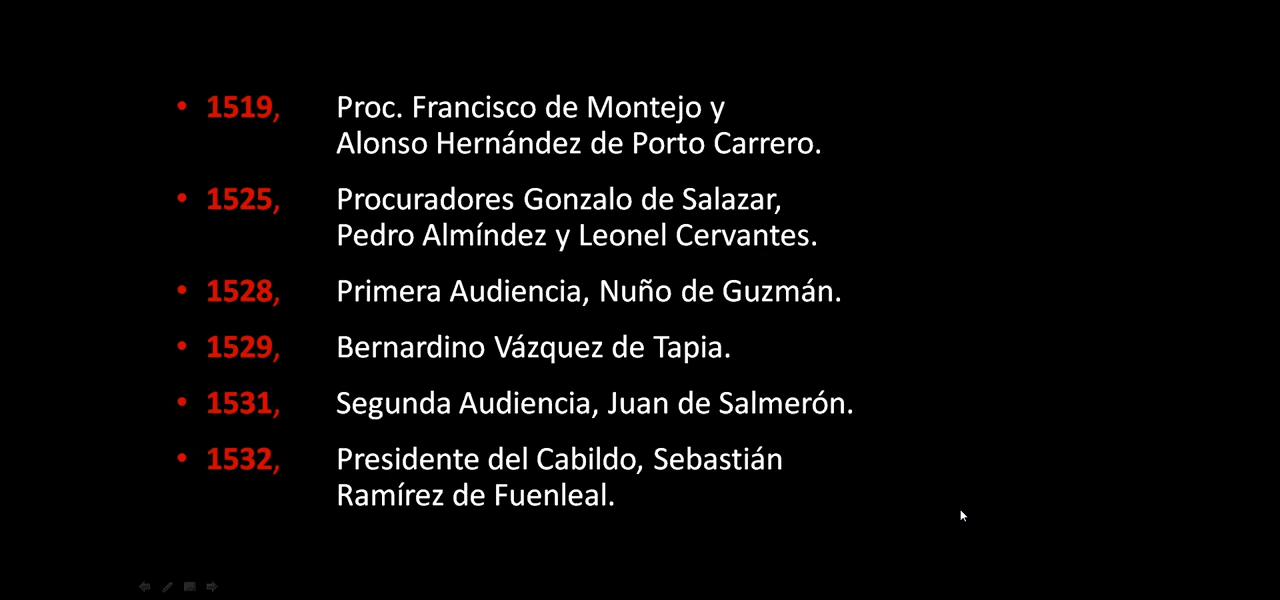 • 1519, Proc. Francisco de Montejo y
Alonso Hernández de Porto Carrero.
• 1525, Procuradores Gonzalo de Salazar,
Pedro Almíndez y Leonel Cervantes.
• 1528, Primera Audiencia, Nuño de Guzmán.
• 1529, Bernardino Vázquez de Tapia.
• 1531, Segunda Audiencia, Juan de Salmerón.
• 1532, Presidente del Cabildo, Sebastián
Ramírez de Fuenleal.